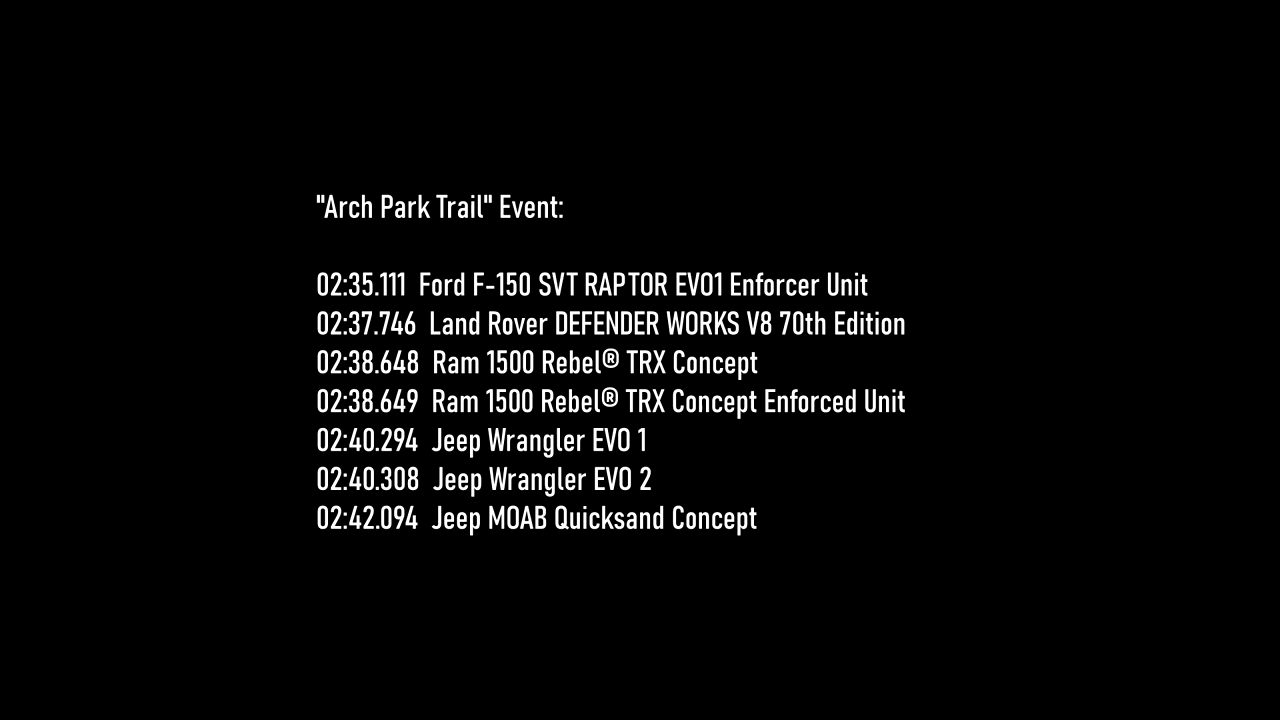 "Arch Park Trail" Event:
02:35.111 Ford F-150 SVT RAPTOR EVO1 Enforcer Unit
02:37.746 Land Rover DEFENDER WORKS V8 70th Edition
02:38.648 Ram 1500 Rebel® TRX Concept
02:38.649 Ram 1500 Rebel® TRX Concept Enforced Unit
02:40.294 Jeep Wrangler EVO 1
02:40.308 Jeep Wrangler EVO 2
02:42.094 Jeep MOAB Quicksand Concept